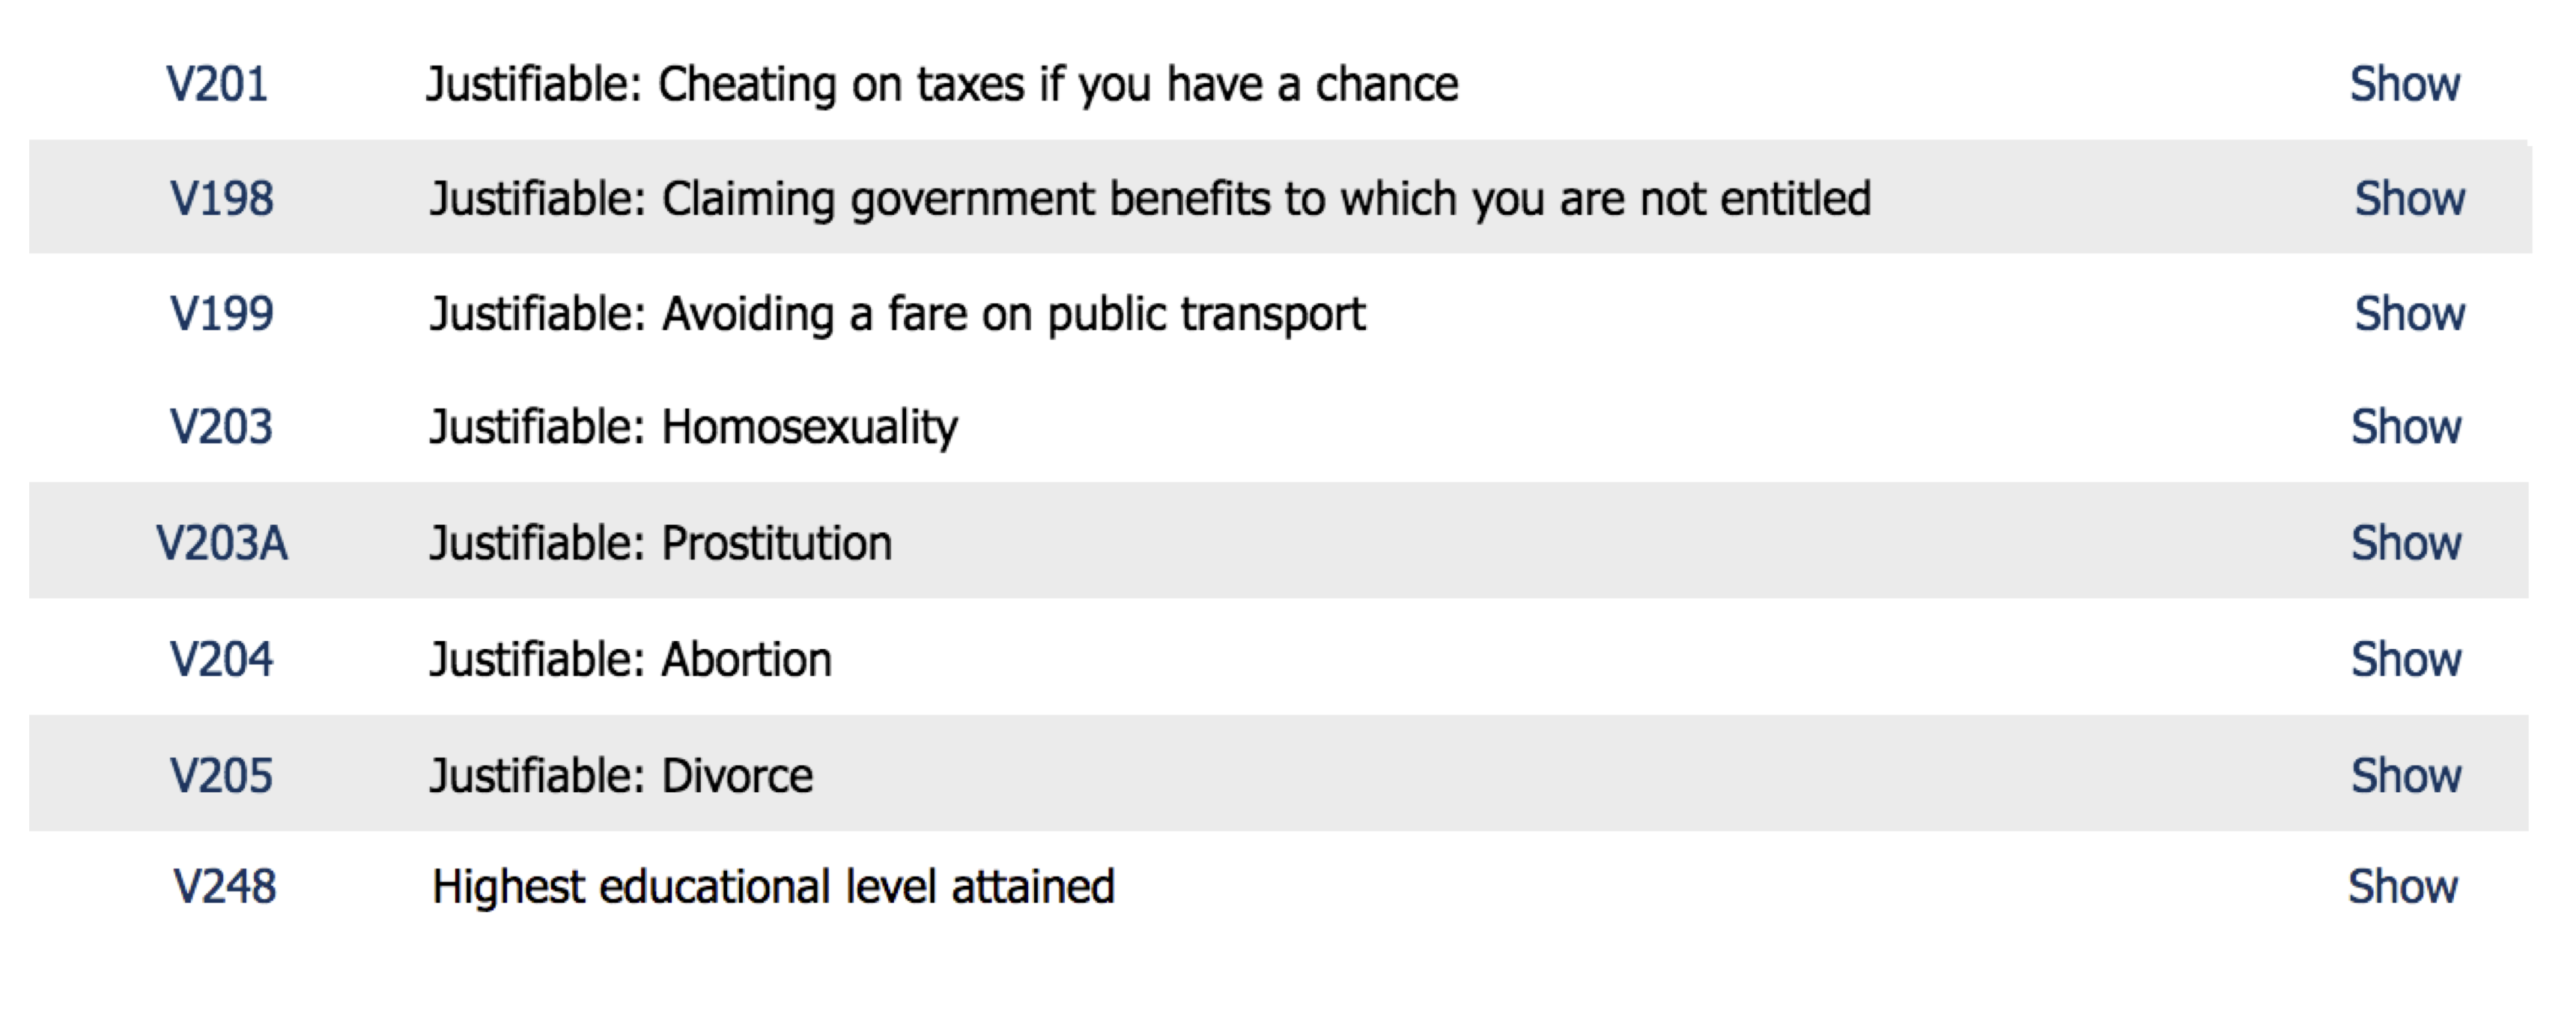 V201 Justifiable: Cheating on taxes if you have a chance Show
V198 Justifiable: Claiming government benefits to which you are not entitled Show
V199 Justifiable: Avoiding a fare on public transport Show
V203 Justifiable: Homosexuality Show
V203A Justifiable: Prostitution Show
V204 Justifiable: Abortion Show
V205 Justifiable: Divorce Show
V248 Highest educational level attained Show